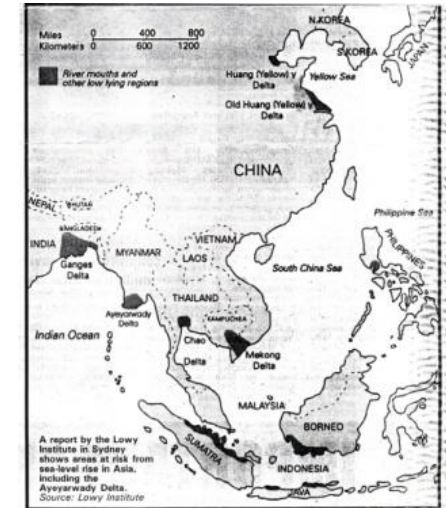 N.KOREA
Miles 0 400 800
Kilometers 0 600 1200
S.KOREA
JAPAN
River mouths and
other low lying regions
Huang (Yellow) y
Delta
Yellow Sea
Old Huang (Yellow) y
Delta
CHINA
NEPAL
BHUTAN
BANGLADESH
INDIA
Ganges
Delta
MYANMAR
VIETNAM
LAOS
Philippine Sea
PHILIPPINES
South China Sea
THAILAND
KAMPUCHEA
Ayeyarwady
Delta
Indian Ocean
Chao
Delta
Mekong
Delta
MALAYSIA
BORNEO
SUMATRA
INDONESIA
JAVA
A report by the Lowy
Institute in Sydney
shows areas at risk from
sea-level rise in Asia,
including the
Ayeyarwady Delta.
Source: Lowy Institute